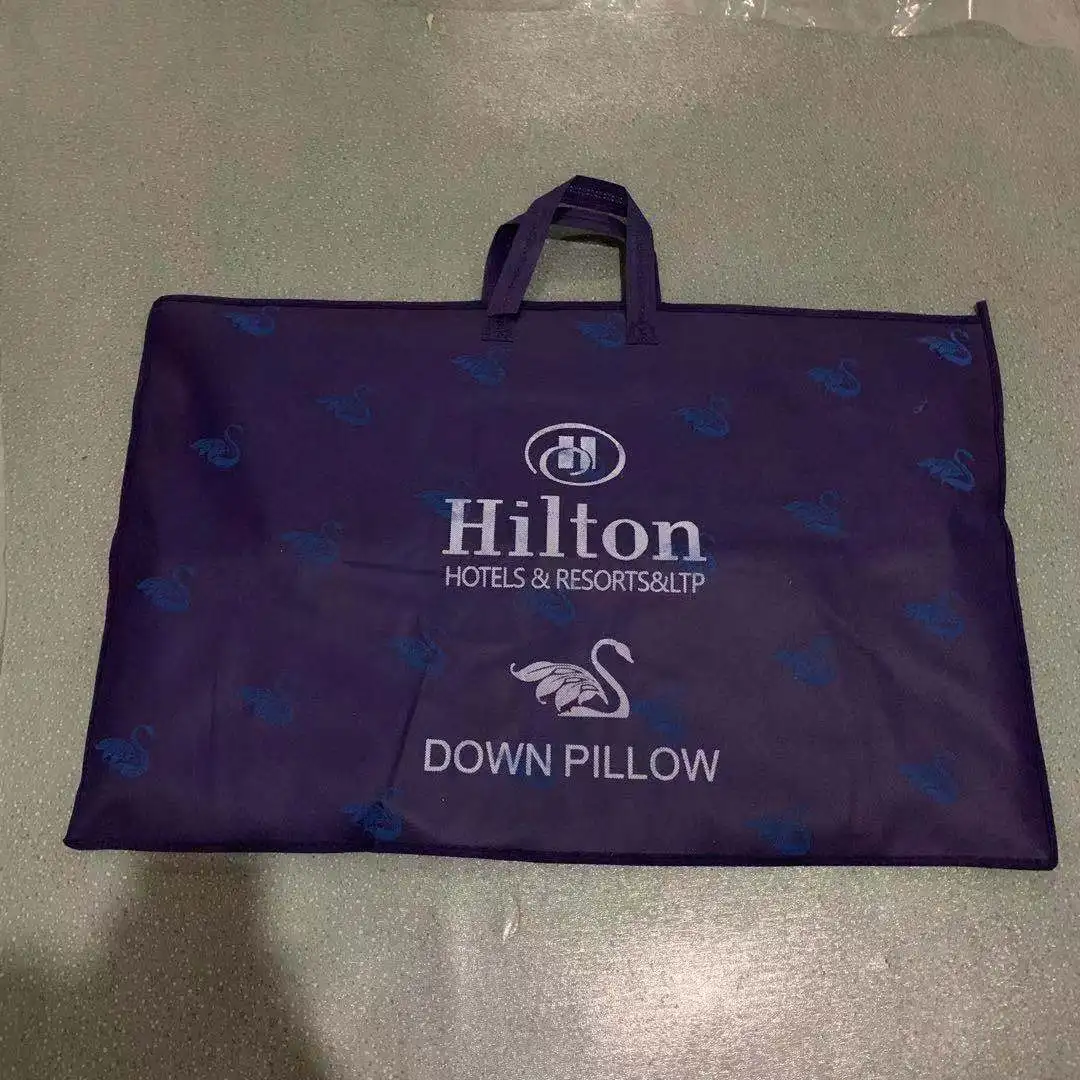 H
Hilton
HOTELS & RESORTS&LTP
DOWN PILLOW